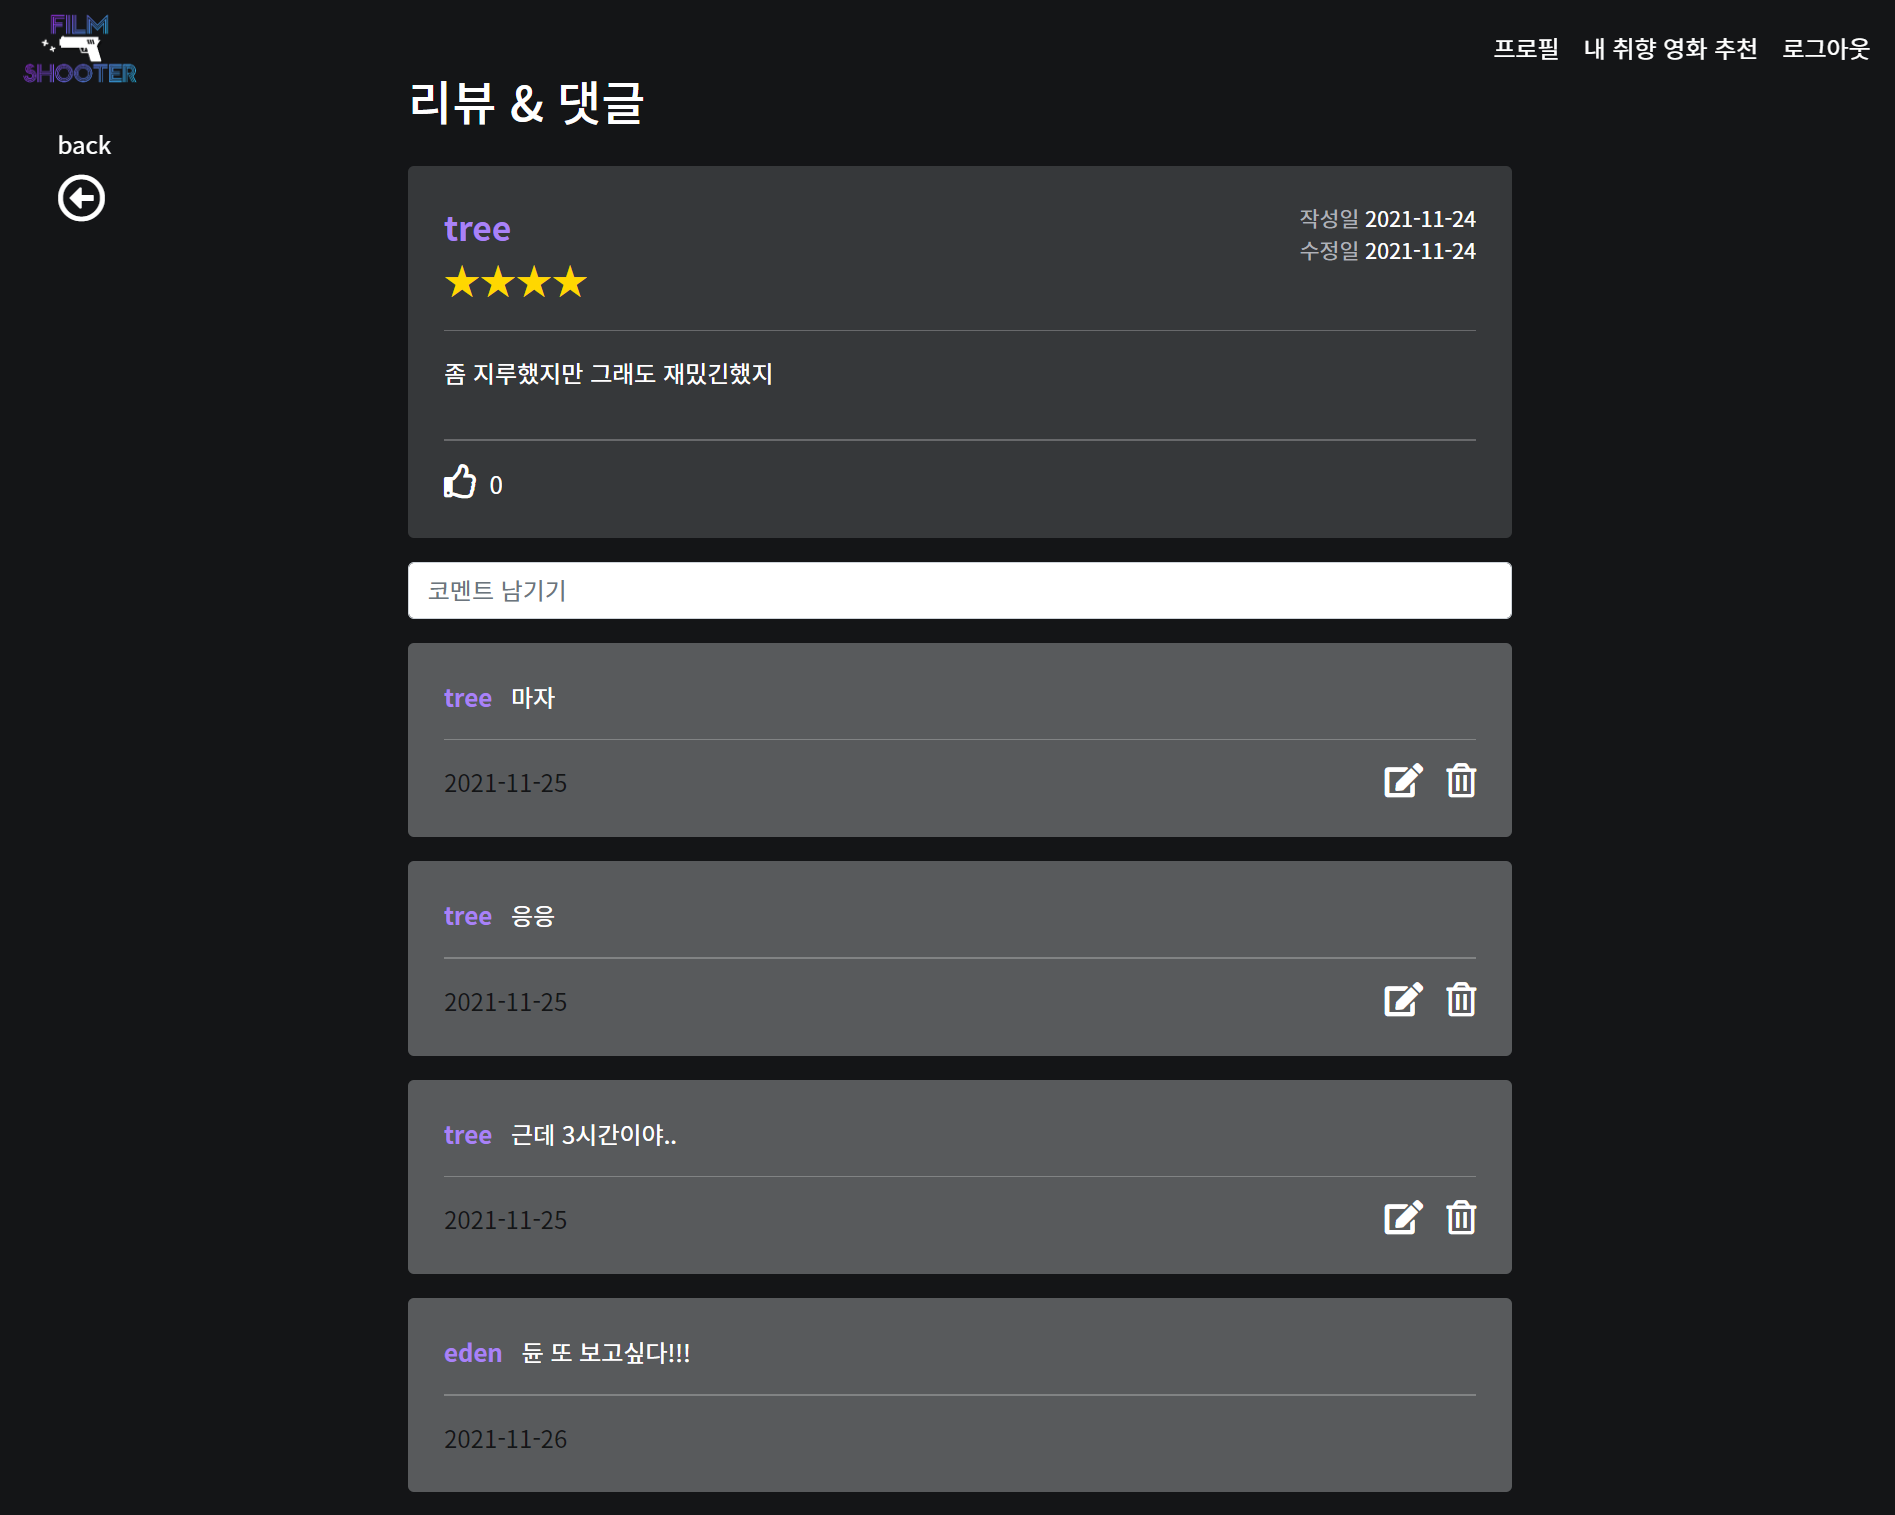 FILM
SHOOTER
프로필 내 취향 영화 추천 로그아웃
back
리뷰 & 댓글
tree
작성일 2021-11-24
수정일 2021-11-24
★★★★
좀 지루했지만 그래도 재밌긴했지
0
코멘트 남기기
tree 마자
2021-11-25
tree 응응
2021-11-25
tree 근데 3시간이야..
2021-11-25
eden 듄 또 보고싶다!!!
2021-11-26